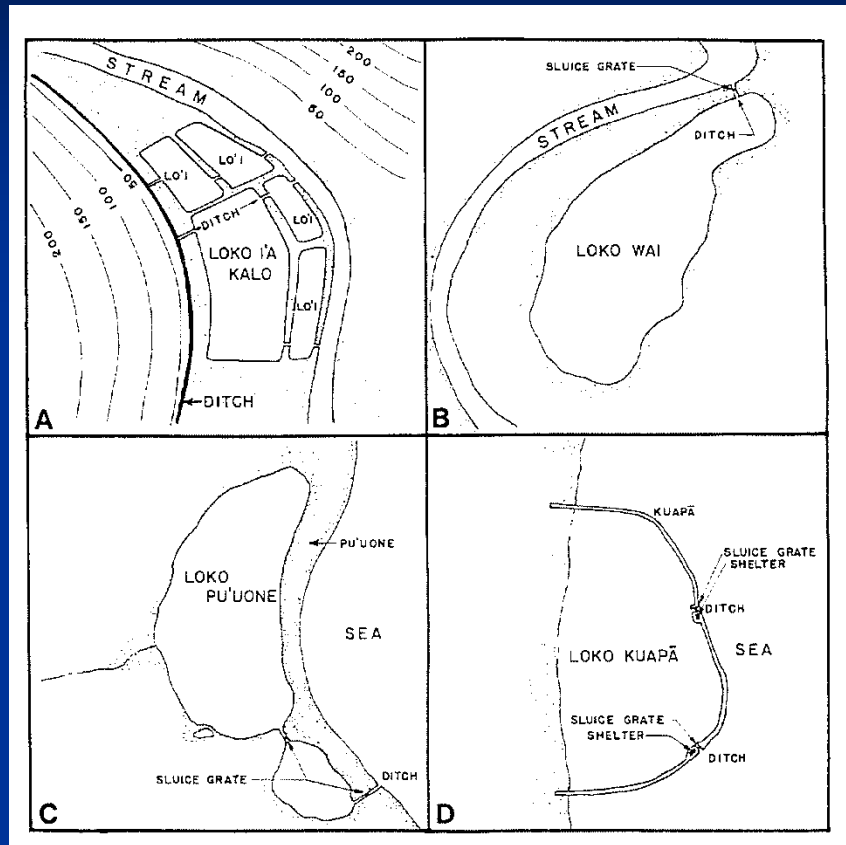 STREAM
200
150
100
50
LO'I
LO'I
50
100
150
200
DITCH
LO'I
LOKO I'A
KALO
LO'I
DITCH
A
SLUICE GRATE
DITCH
STREAM
LOKO WAI
B
PU'UONE
LOKO
PU'UONE
SEA
SLUICE GRATE
DITCH
C
KUAPĀ
SLUICE GRATE
SHELTER
DITCH
LOKO KUAPĀ
SEA
SLUICE GRATE
SHELTER
DITCH
D